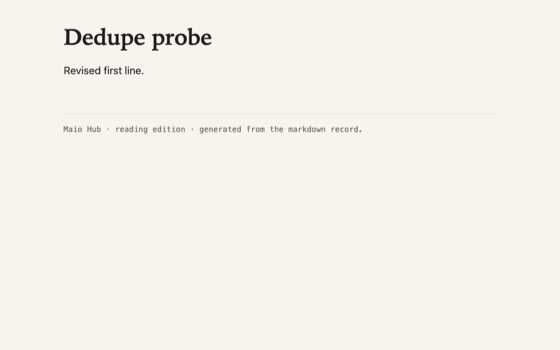 Dedupe probe
Revised first line.
Maio Hub · reading edition · generated from the markdown record.